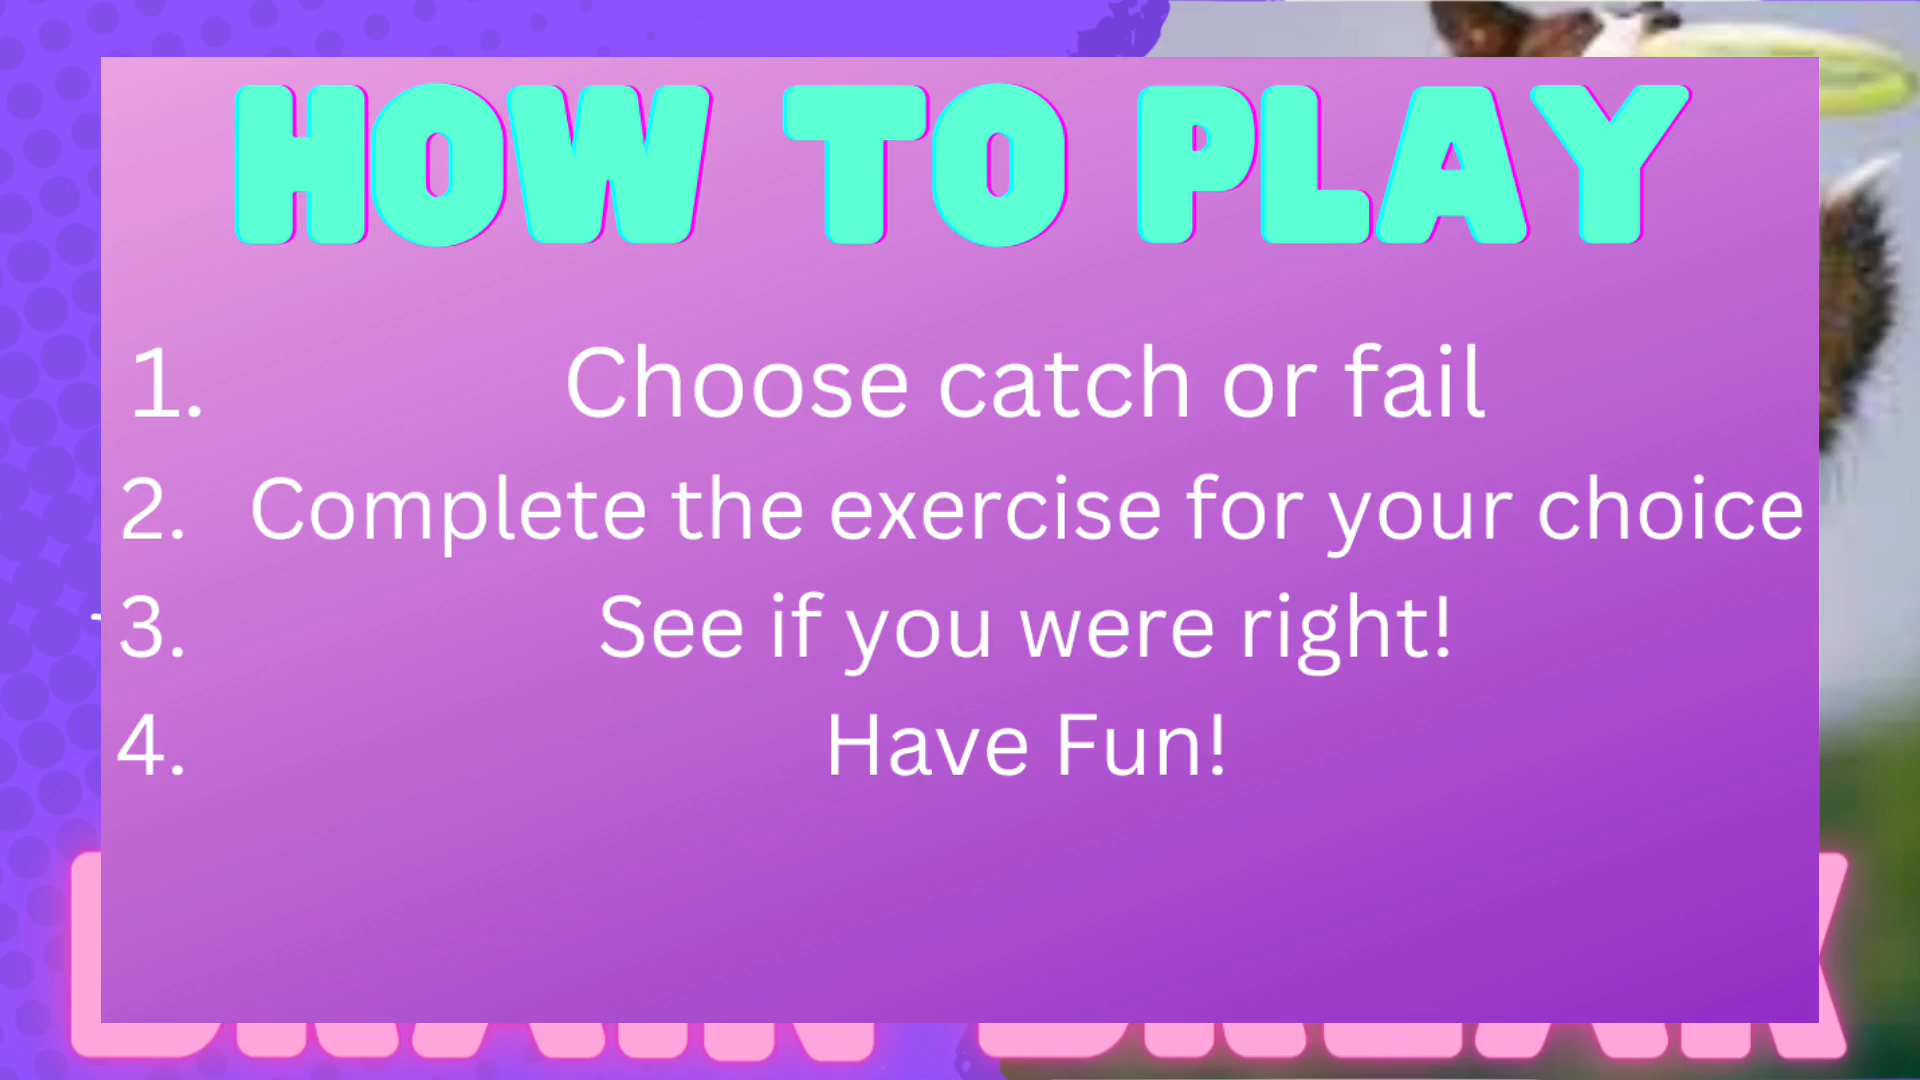 HOW TO PLAY
1. Choose catch or fail
2. Complete the exercise for your choice
3. See if you were right!
4. Have Fun!